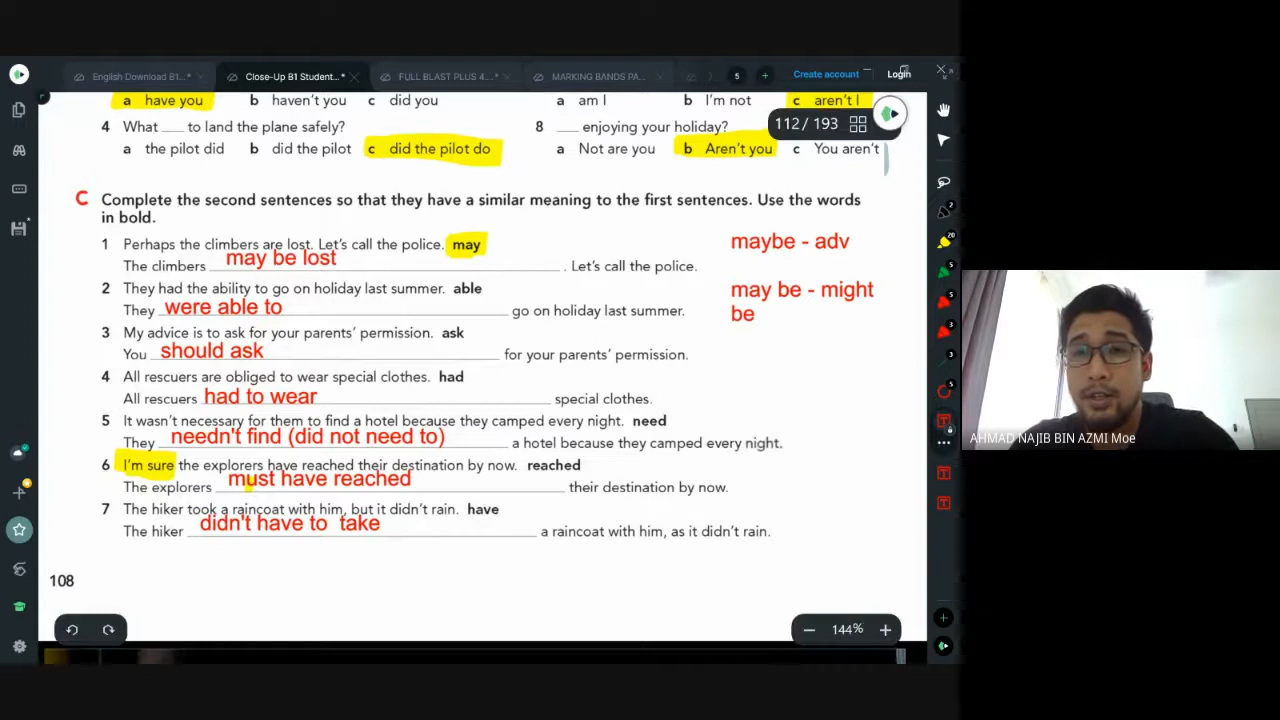 English Download B1...*
Close-Up B1 Student...*
FULL BLAST PLUS 4....*
MARKING BANDS PA...
5
Create account
Login
a have you b haven't you c did you
a am I b I'm not c aren't I
4 What ___ to land the plane safely?
8 ___ enjoying your holiday?
112 / 193
a the pilot did b did the pilot c did the pilot do
a Not are you b Aren't you c You aren't
C Complete the second sentences so that they have a similar meaning to the first sentences. Use the words
in bold.
1 Perhaps the climbers are lost. Let's call the police. may
maybe - adv
The climbers may be lost . Let's call the police.
2 They had the ability to go on holiday last summer. able
may be - might
be
They were able to go on holiday last summer.
3 My advice is to ask for your parents' permission. ask
You should ask for your parents' permission.
4 All rescuers are obliged to wear special clothes. had
All rescuers had to wear special clothes.
5 It wasn't necessary for them to find a hotel because they camped every night. need
They needn't find (did not need to) a hotel because they camped every night.
6 I'm sure the explorers have reached their destination by now. reached
The explorers must have reached their destination by now.
7 The hiker took a raincoat with him, but it didn't rain. have
The hiker didn't have to take a raincoat with him, as it didn't rain.
108
144%
AHMAD NAJIB BIN AZMI Moe
2
20
5
5
3
3
5